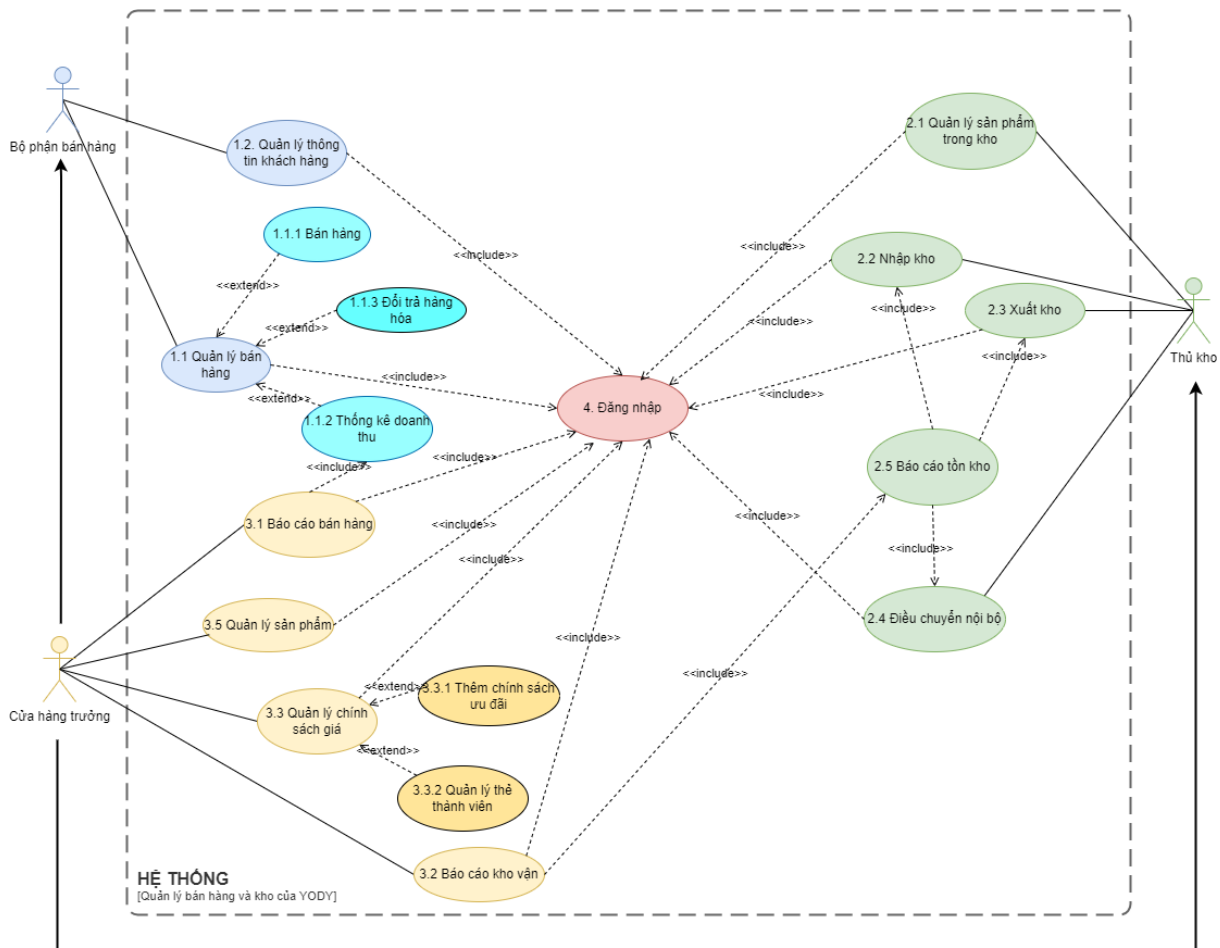 Bộ phận bán hàng
1.2. Quản lý thông
tin khách hàng
2.1 Quản lý sản phẩm
trong kho
1.1.1 Bán hàng
<<include>>
<<include>>
2.2 Nhập kho
<<extend>>
1.1.3 Đổi trả hàng
hóa
<<extend>>
<<include>>
<<include>>
2.3 Xuất kho
1.1 Quản lý bán
hàng
<<include>>
<<include>>
Thủ kho
<<extend>>
<<include>>
4. Đăng nhập
1.1.2 Thống kê doanh
thu
<<include>>
<<include>>
2.5 Báo cáo tồn kho
3.1 Báo cáo bán hàng
<<include>>
<<include>>
<<include>>
<<include>>
3.5 Quản lý sản phẩm
2.4 Điều chuyển nội bộ
<<include>>
<<include>>
<<extend>>
3.3.1 Thêm chính sách
ưu đãi
3.3 Quản lý chính
sách giá
Cửa hàng trưởng
<<extend>>
3.3.2 Quản lý thẻ
thành viên
3.2 Báo cáo kho vận
HỆ THỐNG
[Quản lý bán hàng và kho của YODY]